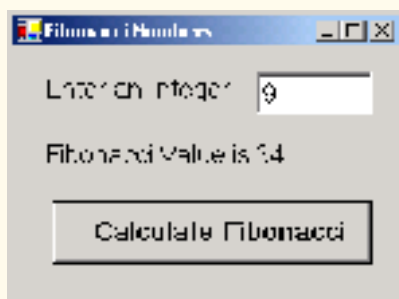 Fibonacci Numbers
Enter an integer 9
Fibonacci Value is 34
Calculate Fibonacci